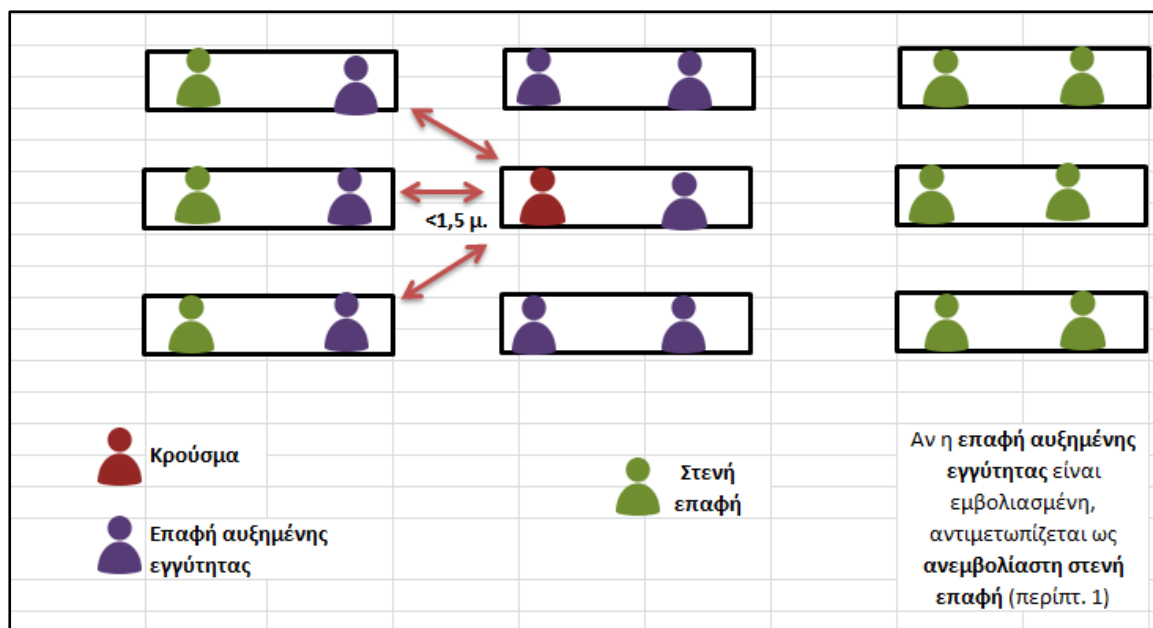 <1,5 μ.
Κρούσμα
Επαφή αυξημένης
εγγύτητας
Στενή
επαφή
Αν η επαφή αυξημένης
εγγύτητας είναι
εμβολιασμένη,
αντιμετωπίζεται ως
ανεμβολίαστη στενή
επαφή (περίπτ. 1)